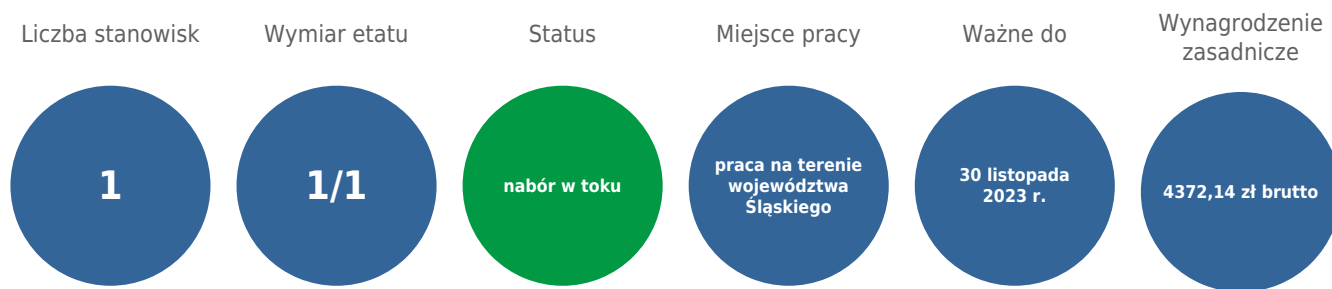 Liczba stanowisk
1
Wymiar etatu
1/1
Status
nabór w toku
Miejsce pracy
praca na terenie
województwa
Śląskiego
Ważne do
30 listopada
2023 r.
Wynagrodzenie
zasadnicze
4372,14 zł brutto